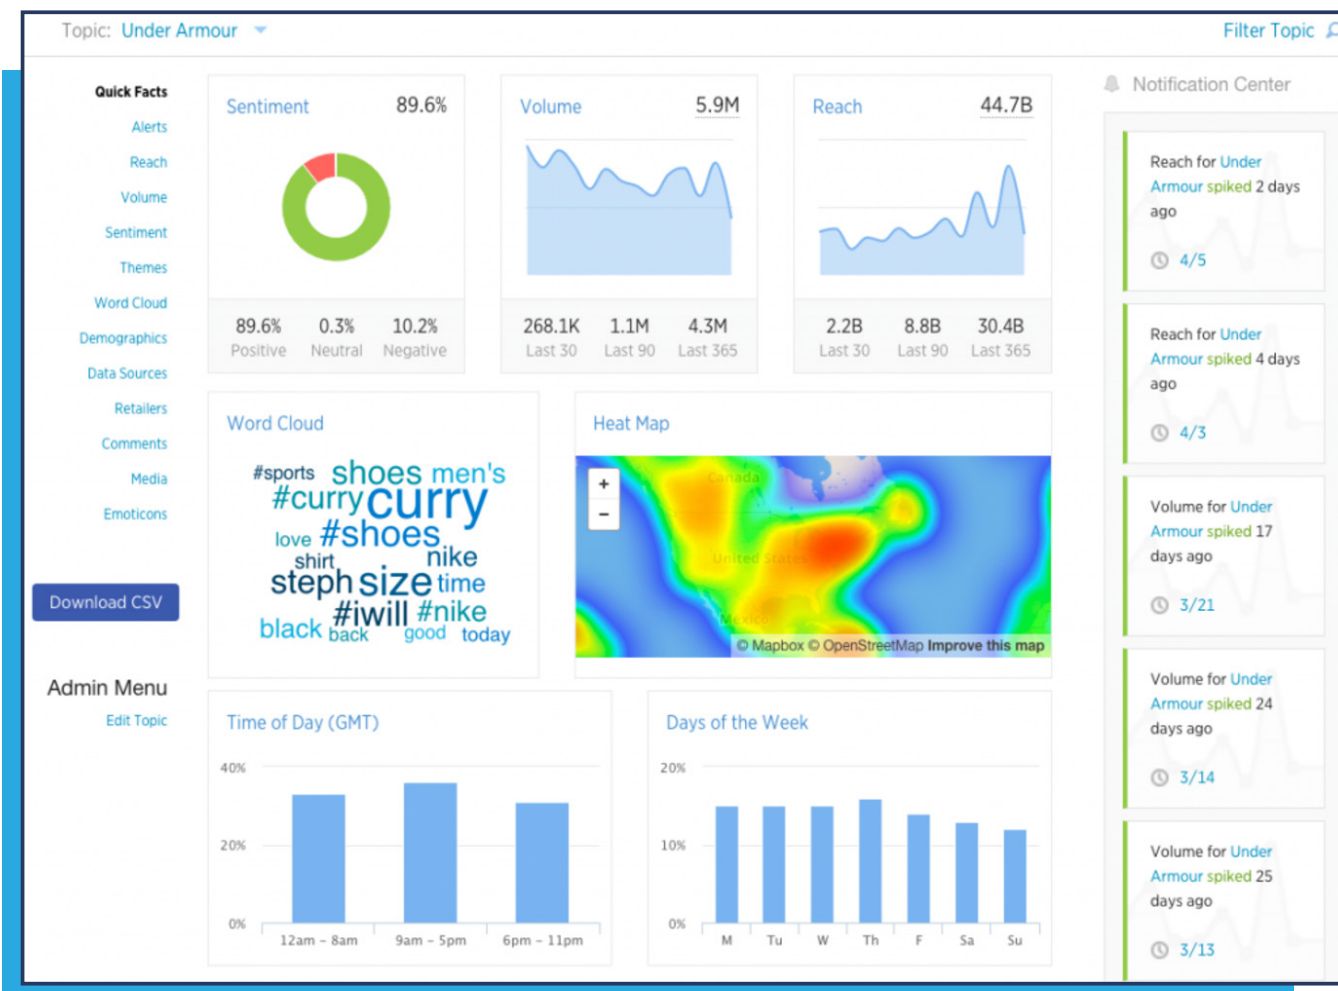 Topic: Under Armour
Filter Topic
Quick Facts
Alerts
Reach
Volume
Sentiment
Themes
Word Cloud
Demographics
Data Sources
Retailers
Comments
Media
Emoticons
Download CSV
Admin Menu
Edit Topic
Sentiment 89.6%
89.6% 0.3% 10.2%
Positive Neutral Negative
Volume 5.9M
268.1K 1.1M 4.3M
Last 30 Last 90 Last 365
Reach 44.7B
2.2B 8.8B 30.4B
Last 30 Last 90 Last 365
Word Cloud
#sports shoes men's
#curry curry
love #shoes
shirt nike
steph size time
#iwill #nike
black back good today
Heat Map
+
−
Canada
United States
Mexico
© Mapbox © OpenStreetMap Improve this map
Time of Day (GMT)
40%
20%
0%
12am – 8am 9am – 5pm 6pm – 11pm
Days of the Week
20%
10%
0%
M Tu W Th F Sa Su
Notification Center
Reach for Under
Armour spiked 2 days
ago
4/5
Reach for Under
Armour spiked 4 days
ago
4/3
Volume for Under
Armour spiked 17
days ago
3/21
Volume for Under
Armour spiked 24
days ago
3/14
Volume for Under
Armour spiked 25
days ago
3/13